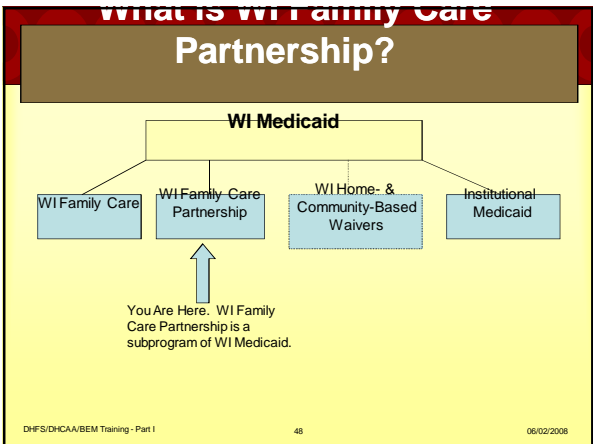 What is WI Family Care
Partnership?
WI Medicaid
WI Family Care
WI Family Care
Partnership
WI Home- &
Community-Based
Waivers
Institutional
Medicaid
You Are Here. WI Family
Care Partnership is a
subprogram of WI Medicaid.
DHFS/DHCAA/BEM Training - Part I
48
06/02/2008